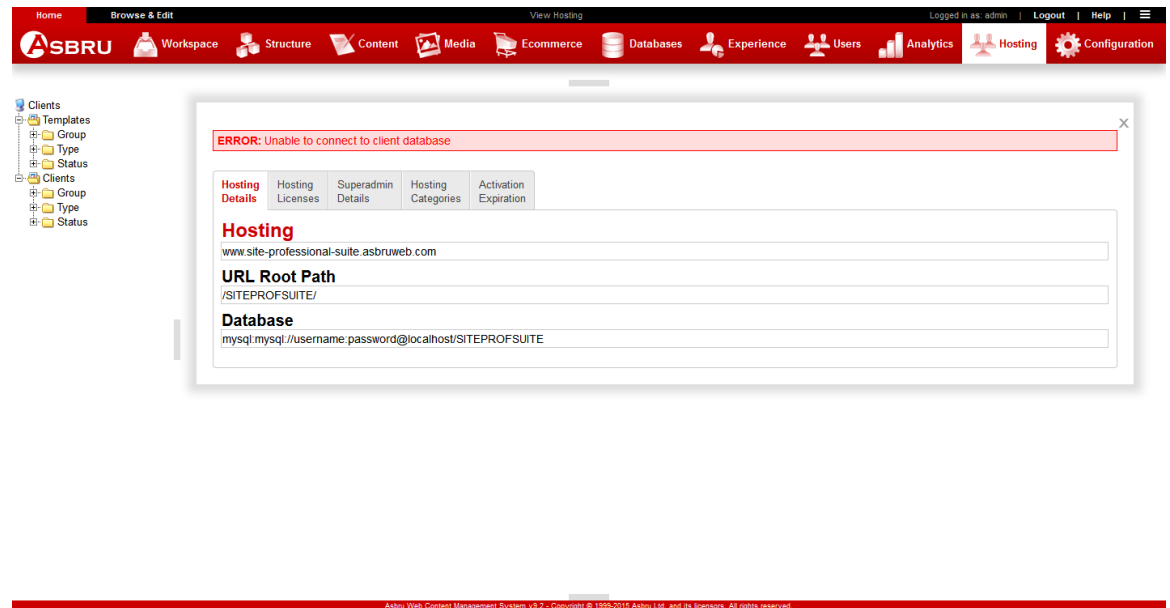 Home Browse & Edit View Hosting Logged in as: admin | Logout | Help |
ASBRU Workspace Structure Content Media Ecommerce Databases Experience Users Analytics Hosting Configuration
Clients
Templates
Group
Type
Status
Clients
Group
Type
Status
X
ERROR: Unable to connect to client database
Hosting Details
Hosting Licenses
Superadmin Details
Hosting Categories
Activation Expiration
Hosting
www.site-professional-suite.asbruweb.com
URL Root Path
/SITEPROFSUITE/
Database
mysql:mysql://username:password@localhost/SITEPROFSUITE
Asbru Web Content Management System v9.2 - Copyright © 1999-2015 Asbru Ltd. and its licensors. All rights reserved.